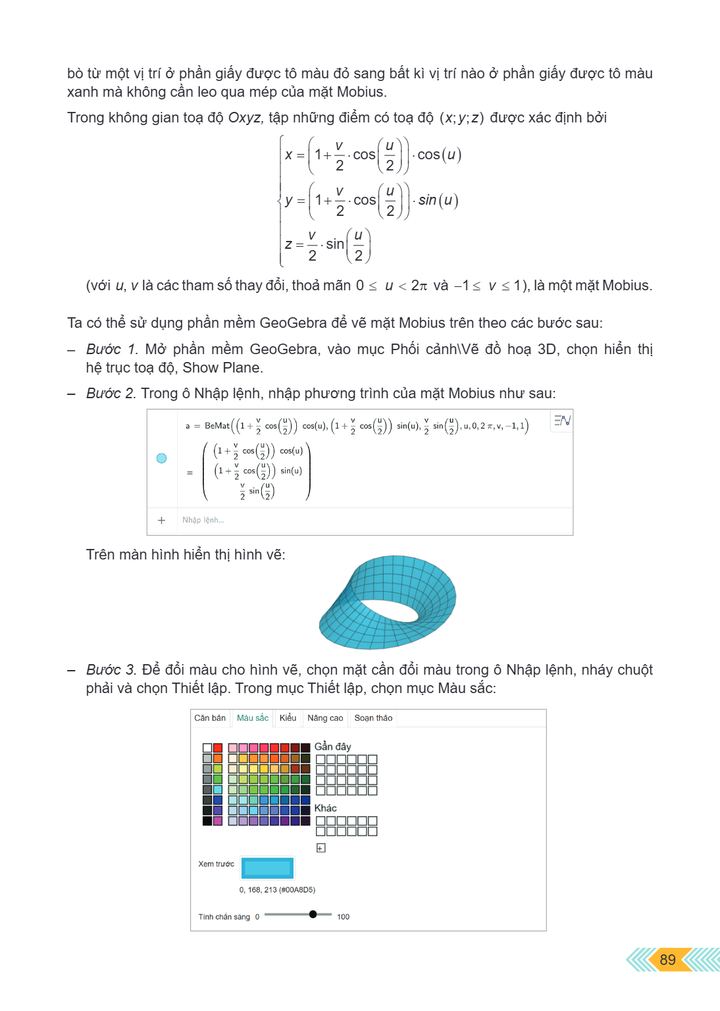 bò từ một vị trí ở phần giấy được tô màu đỏ sang bất kì vị trí nào ở phần giấy được tô màu
xanh mà không cần leo qua mép của mặt Mobius.
Trong không gian toạ độ Oxyz, tập những điểm có toạ độ (x; y; z) được xác định bởi
x = (1 + v/2 · cos(u/2)) · cos(u)
y = (1 + v/2 · cos(u/2)) · sin(u)
z = v/2 · sin(u/2)
(với u, v là các tham số thay đổi, thoả mãn 0 ≤ u < 2π và −1 ≤ v ≤ 1), là một mặt Mobius.
Ta có thể sử dụng phần mềm GeoGebra để vẽ mặt Mobius trên theo các bước sau:
– Bước 1. Mở phần mềm GeoGebra, vào mục Phối cảnh\Vẽ đồ hoạ 3D, chọn hiển thị
hệ trục toạ độ, Show Plane.
– Bước 2. Trong ô Nhập lệnh, nhập phương trình của mặt Mobius như sau:
a = BeMat((1 + v/2 cos(u/2)) cos(u), (1 + v/2 cos(u/2)) sin(u), v/2 sin(u/2), u, 0, 2 π, v, −1, 1)
(1 + v/2 cos(u/2)) cos(u)
= (1 + v/2 cos(u/2)) sin(u)
v/2 sin(u/2)
+ Nhập lệnh...
Trên màn hình hiển thị hình vẽ:
– Bước 3. Để đổi màu cho hình vẽ, chọn mặt cần đổi màu trong ô Nhập lệnh, nháy chuột
phải và chọn Thiết lập. Trong mục Thiết lập, chọn mục Màu sắc:
Căn bản Màu sắc Kiểu Nâng cao Soạn thảo
Gần đây
Khác
+
Xem trước
0, 168, 213 (#00A8D5)
Tính chắn sáng 0 100
89